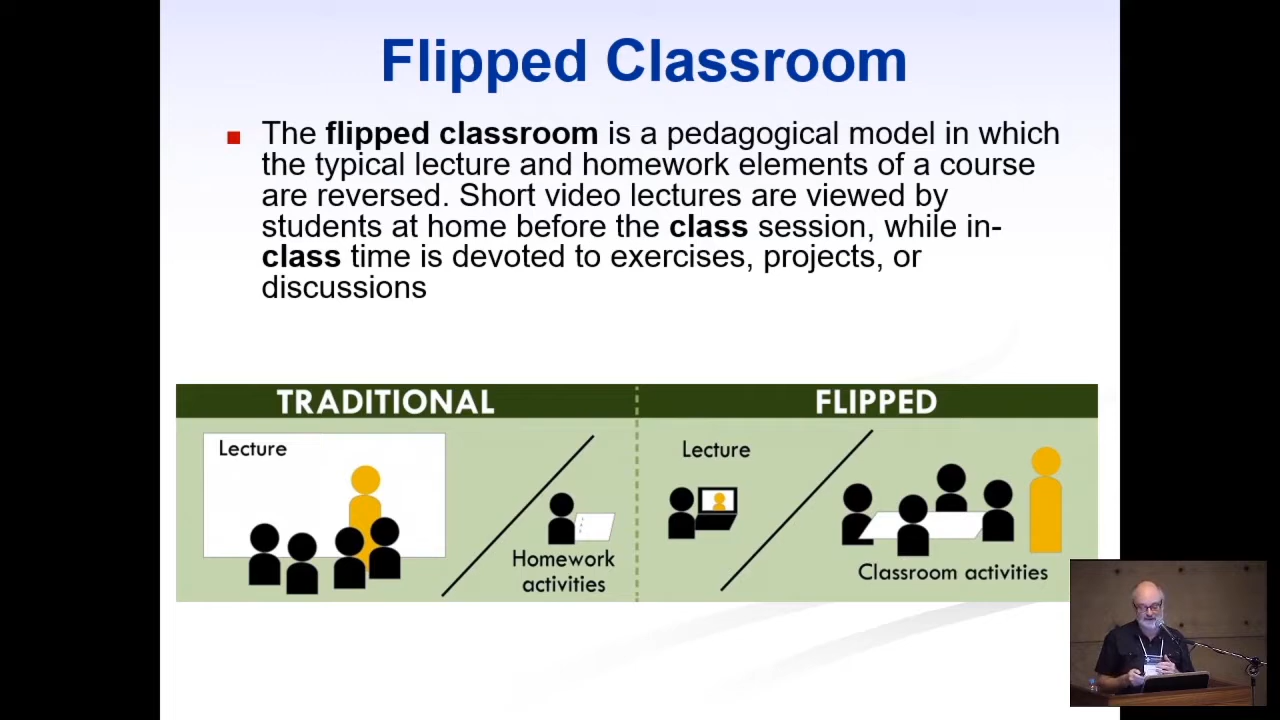 Flipped Classroom
The flipped classroom is a pedagogical model in which
the typical lecture and homework elements of a course
are reversed. Short video lectures are viewed by
students at home before the class session, while in-
class time is devoted to exercises, projects, or
discussions
TRADITIONAL
FLIPPED
Lecture
Homework
activities
Lecture
Classroom activities